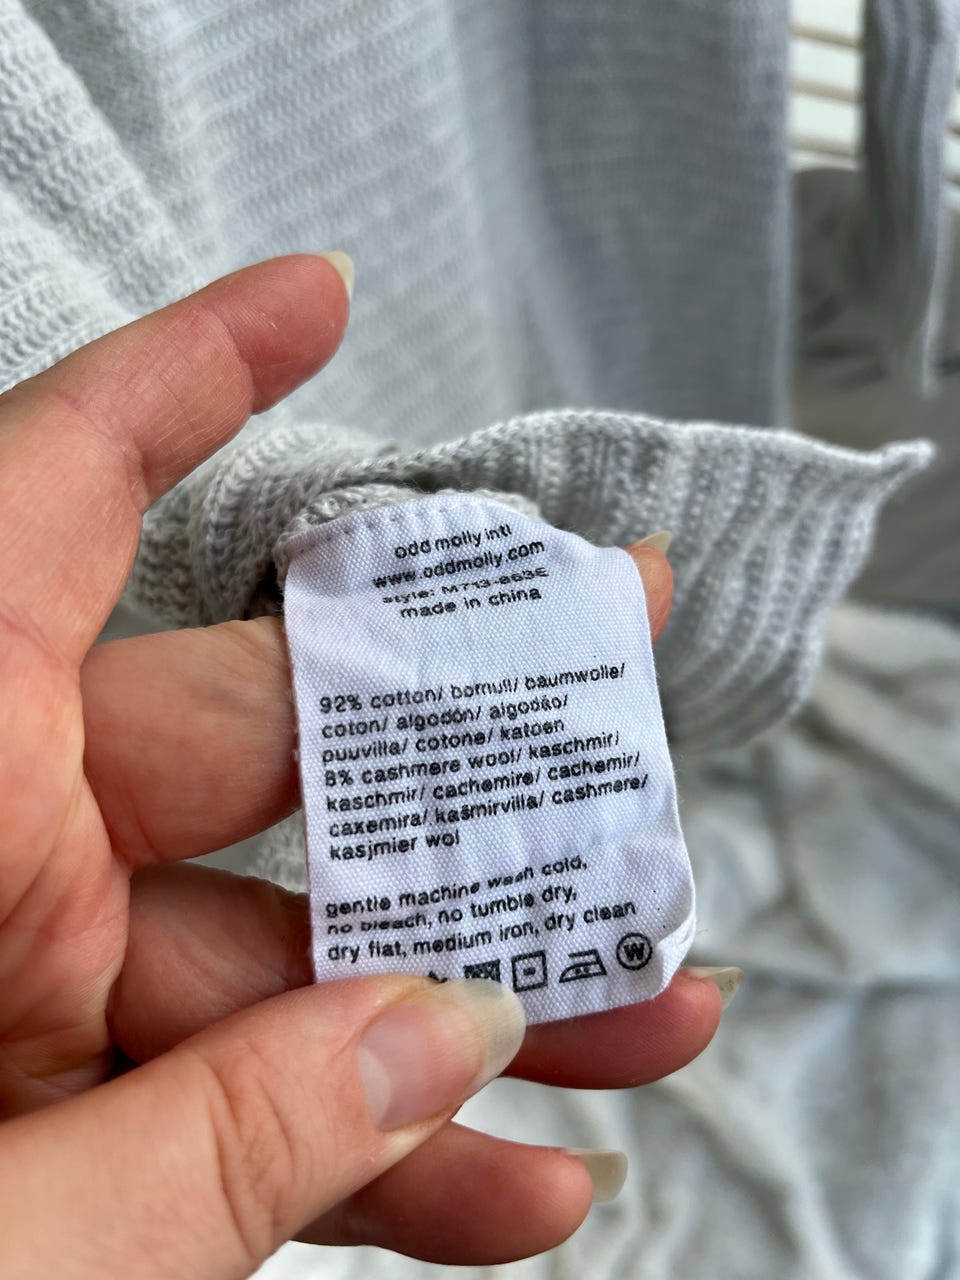 odd molly intl
www.oddmolly.com
style: M713-863E
made in china
92% cotton/ bomull/ baumwolle/
coton/ algodón/ algodão/
puuvilla/ cotone/ katoen
8% cashmere wool/ kaschmir/
kaschmir/ cachemire/ cachemir/
caxemira/ kašmirvilla/ cashmere/
kasjmier wol
gentle machine wash cold,
no bleach, no tumble dry,
dry flat, medium iron, dry clean
W